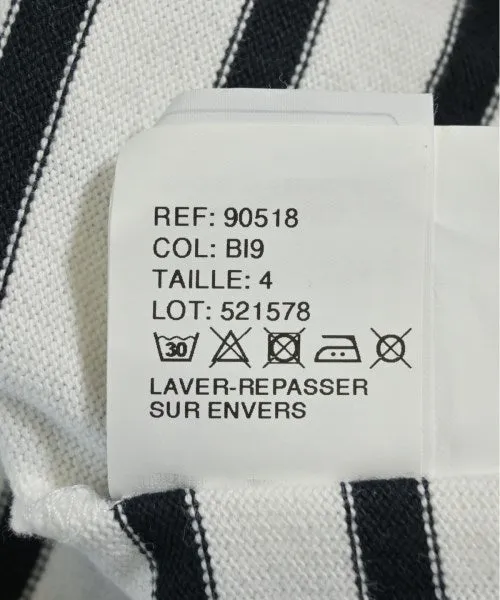 REF: 90518
COL: BI9
TAILLE: 4
LOT: 521578
30
LAVER-REPASSER
SUR ENVERS